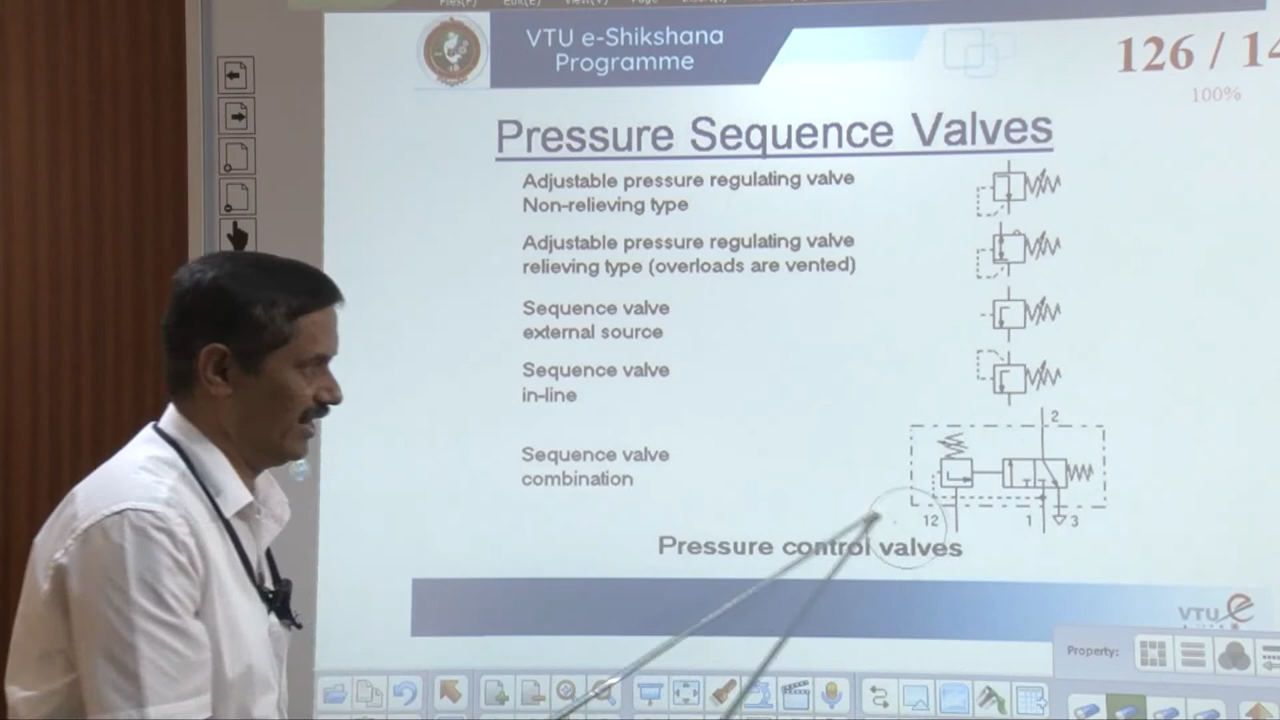 VTU e-Shikshana
Programme
126 / 14
100%
Pressure Sequence Valves
Adjustable pressure regulating valve
Non-relieving type
Adjustable pressure regulating valve
relieving type (overloads are vented)
Sequence valve
external source
Sequence valve
in-line
2
Sequence valve
combination
12
1
3
Pressure control valves
VTU e
Property: